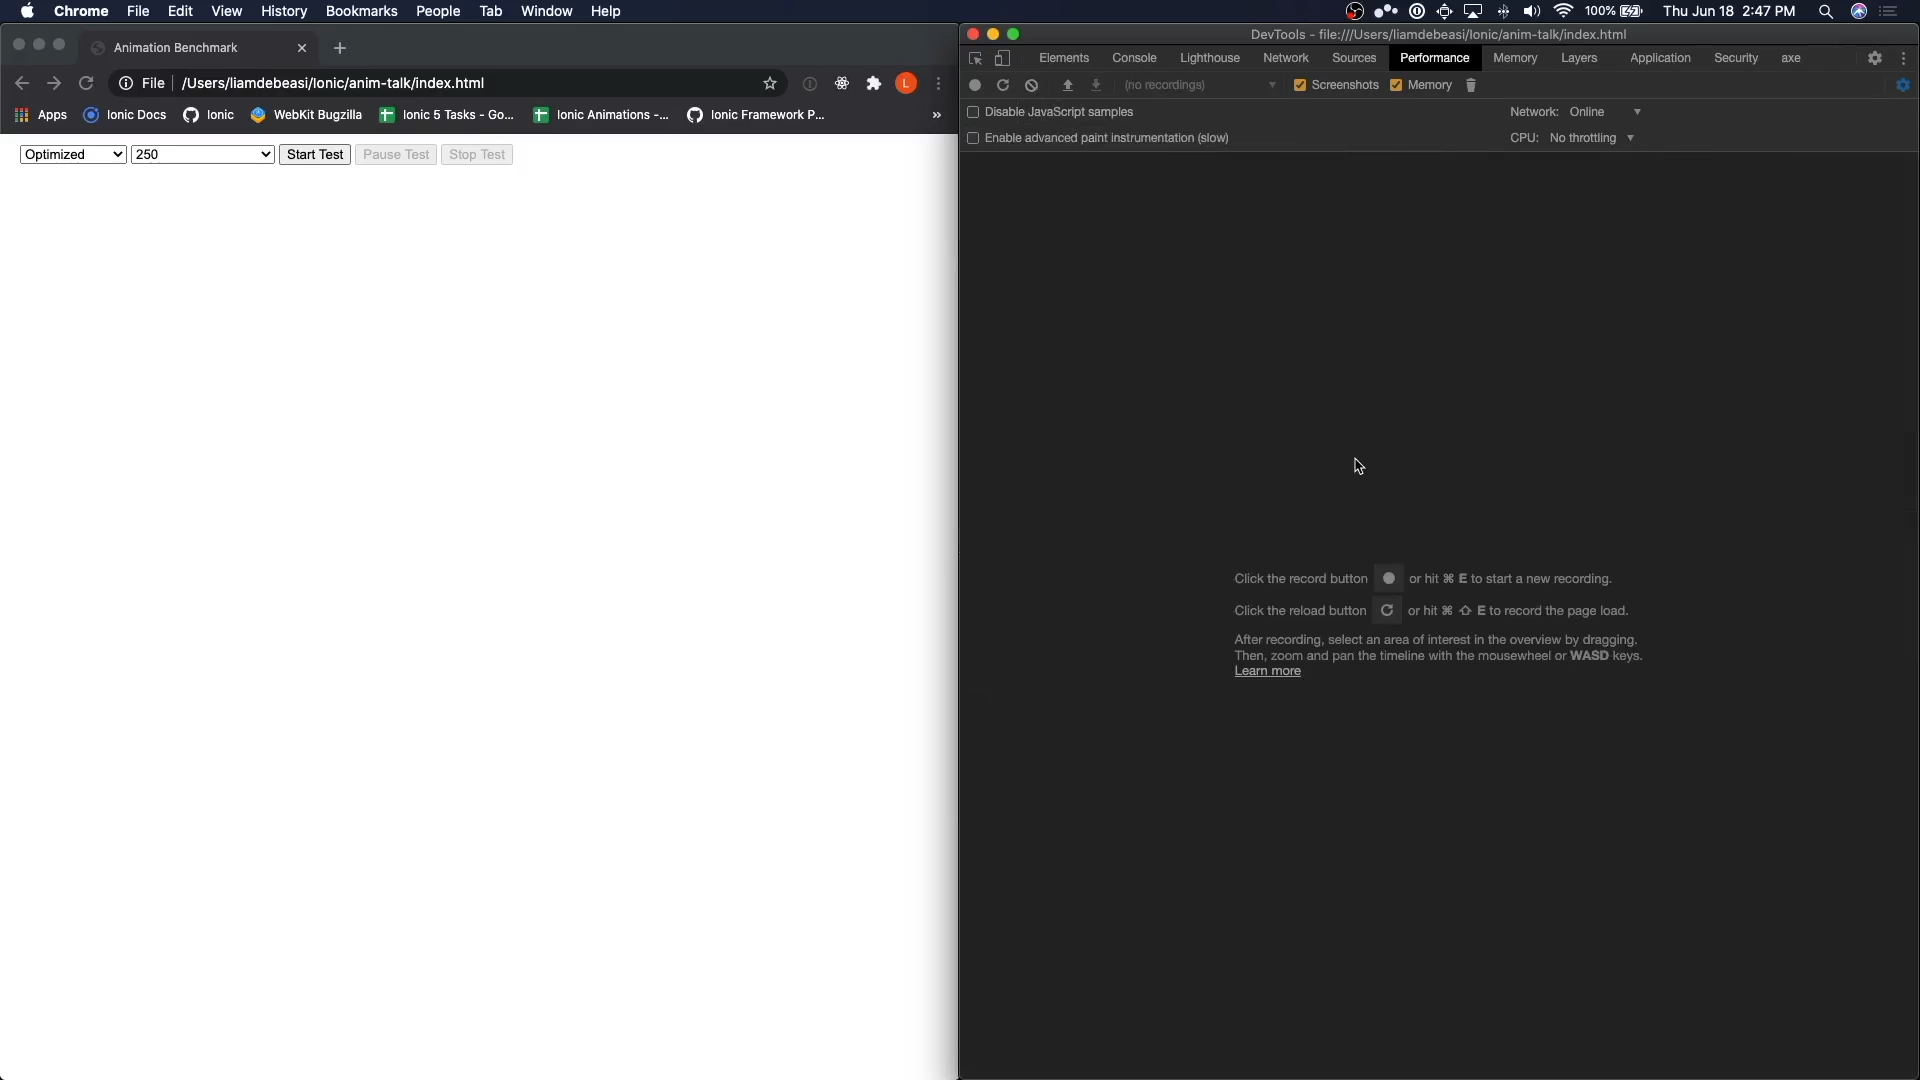 Chrome File Edit View History Bookmarks People Tab Window Help 100% Thu Jun 18 2:47 PM
Animation Benchmark
File /Users/liamdebeasi/Ionic/anim-talk/index.html L
Apps Ionic Docs Ionic WebKit Bugzilla Ionic 5 Tasks - Go... Ionic Animations -... Ionic Framework P... »
Optimized 250 Start Test Pause Test Stop Test
DevTools - file:///Users/liamdebeasi/Ionic/anim-talk/index.html
Elements Console Lighthouse Network Sources Performance Memory Layers Application Security axe
(no recordings) Screenshots Memory
Disable JavaScript samples Network: Online
Enable advanced paint instrumentation (slow) CPU: No throttling
Click the record button or hit ⌘ E to start a new recording.
Click the reload button or hit ⌘ ⇧ E to record the page load.
After recording, select an area of interest in the overview by dragging.
Then, zoom and pan the timeline with the mousewheel or WASD keys.
Learn more